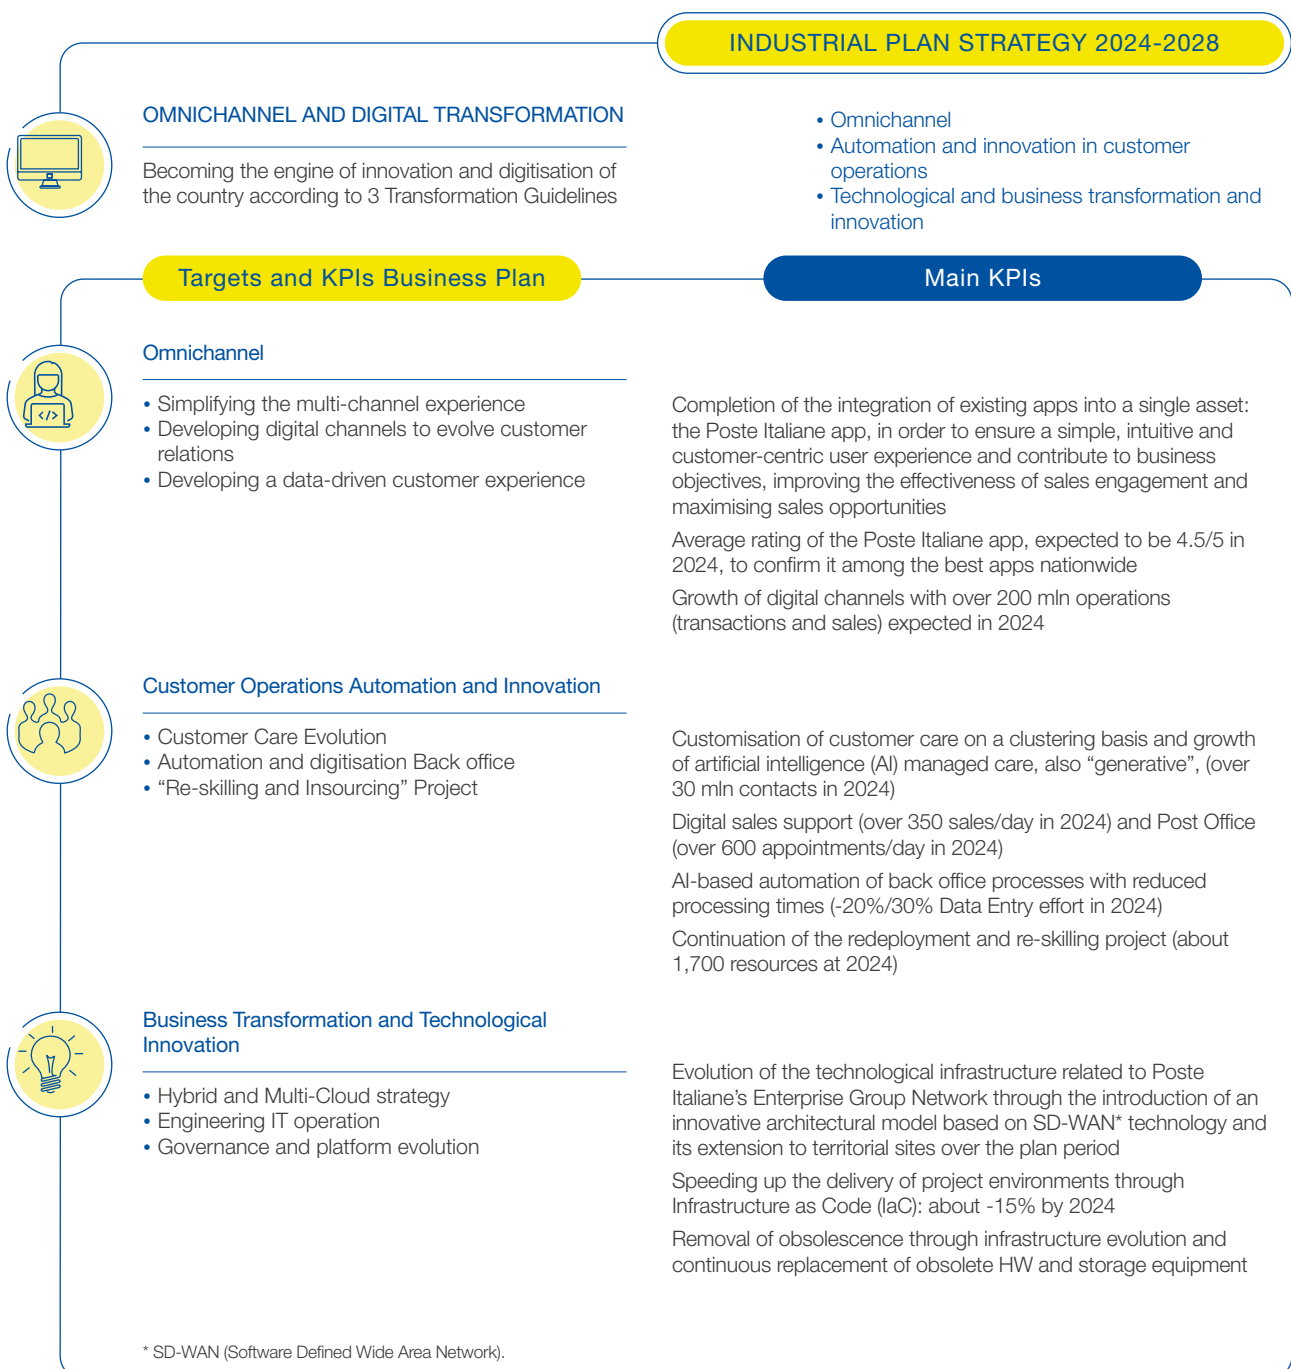 INDUSTRIAL PLAN STRATEGY 2024-2028
OMNICHANNEL AND DIGITAL TRANSFORMATION
Becoming the engine of innovation and digitisation of
the country according to 3 Transformation Guidelines
• Omnichannel
• Automation and innovation in customer
operations
• Technological and business transformation and
innovation
Targets and KPIs Business Plan
Main KPIs
Omnichannel
• Simplifying the multi-channel experience
• Developing digital channels to evolve customer
relations
• Developing a data-driven customer experience
Completion of the integration of existing apps into a single asset:
the Poste Italiane app, in order to ensure a simple, intuitive and
customer-centric user experience and contribute to business
objectives, improving the effectiveness of sales engagement and
maximising sales opportunities
Average rating of the Poste Italiane app, expected to be 4.5/5 in
2024, to confirm it among the best apps nationwide
Growth of digital channels with over 200 mln operations
(transactions and sales) expected in 2024
</>
Customer Operations Automation and Innovation
• Customer Care Evolution
• Automation and digitisation Back office
• “Re-skilling and Insourcing” Project
Customisation of customer care on a clustering basis and growth
of artificial intelligence (AI) managed care, also “generative”, (over
30 mln contacts in 2024)
Digital sales support (over 350 sales/day in 2024) and Post Office
(over 600 appointments/day in 2024)
AI-based automation of back office processes with reduced
processing times (-20%/30% Data Entry effort in 2024)
Continuation of the redeployment and re-skilling project (about
1,700 resources at 2024)
Business Transformation and Technological
Innovation
• Hybrid and Multi-Cloud strategy
• Engineering IT operation
• Governance and platform evolution
Evolution of the technological infrastructure related to Poste
Italiane’s Enterprise Group Network through the introduction of an
innovative architectural model based on SD-WAN* technology and
its extension to territorial sites over the plan period
Speeding up the delivery of project environments through
Infrastructure as Code (IaC): about -15% by 2024
Removal of obsolescence through infrastructure evolution and
continuous replacement of obsolete HW and storage equipment
* SD-WAN (Software Defined Wide Area Network).